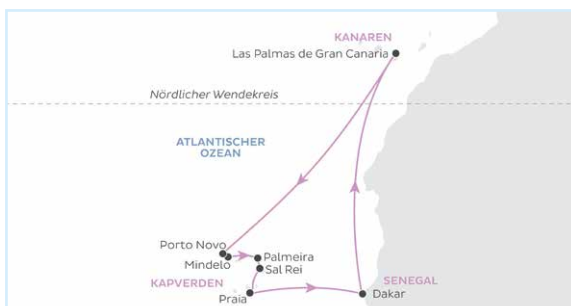 KANAREN
Las Palmas de Gran Canaria
Nördlicher Wendekreis
ATLANTISCHER
OZEAN
Porto Novo
Mindelo
Palmeira
Sal Rei
KAPVERDEN
SENEGAL
Praia
Dakar